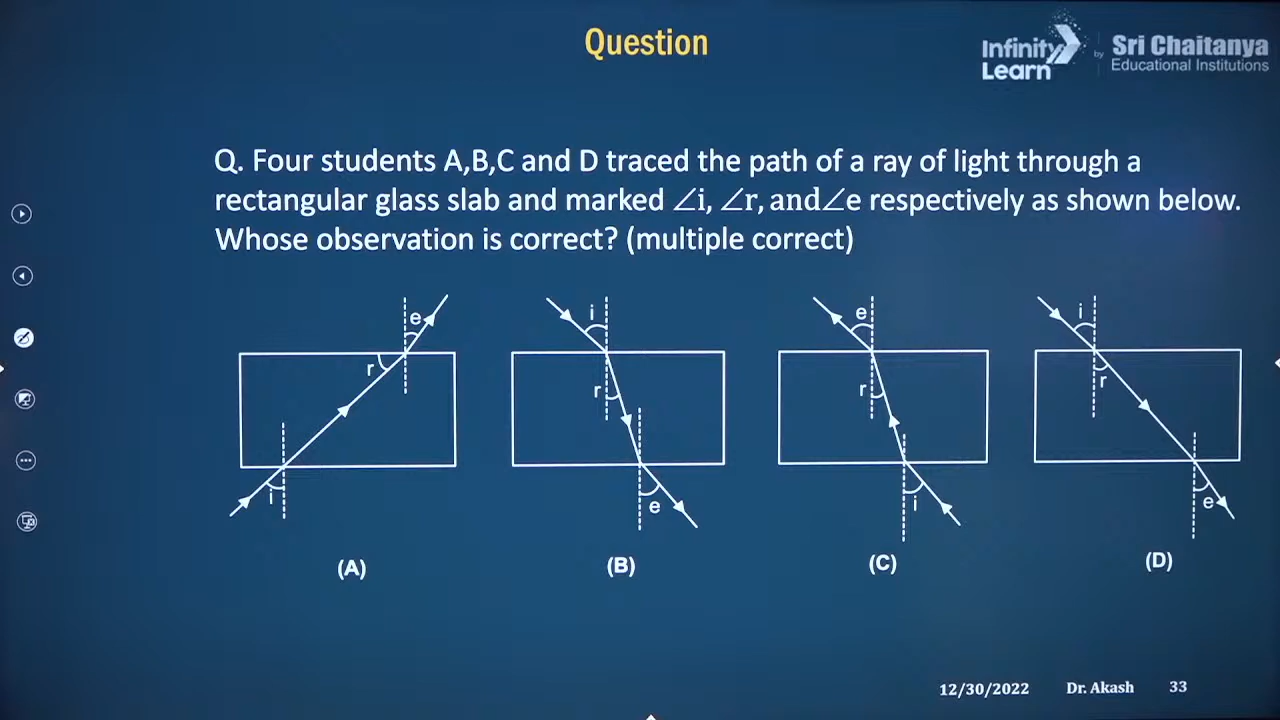 Question
Infinity Learn by Sri Chaitanya Educational Institutions
Q. Four students A,B,C and D traced the path of a ray of light through a
rectangular glass slab and marked ∠i, ∠r, and∠e respectively as shown below.
Whose observation is correct? (multiple correct)
e i e i
r r r r
i e i e
(A) (B) (C) (D)
12/30/2022 Dr. Akash 33